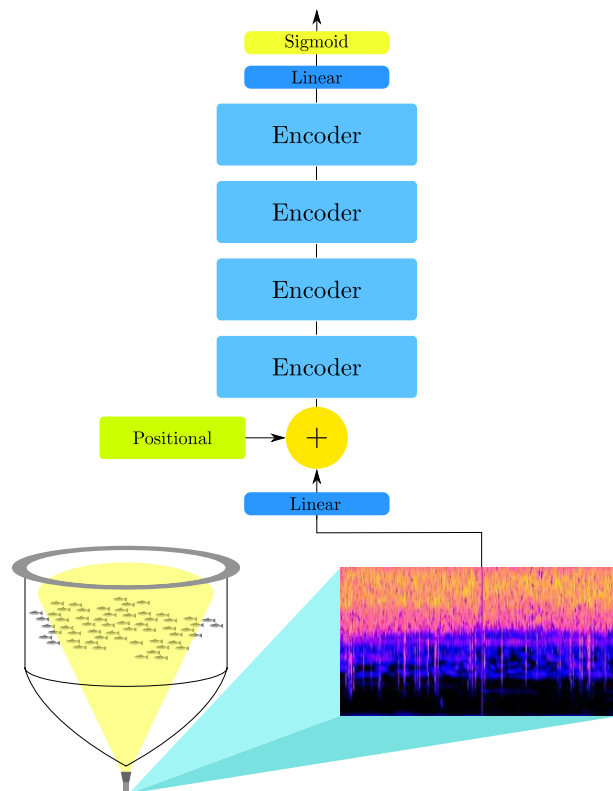 Sigmoid
Linear
Encoder
Encoder
Encoder
Encoder
Positional
+
Linear